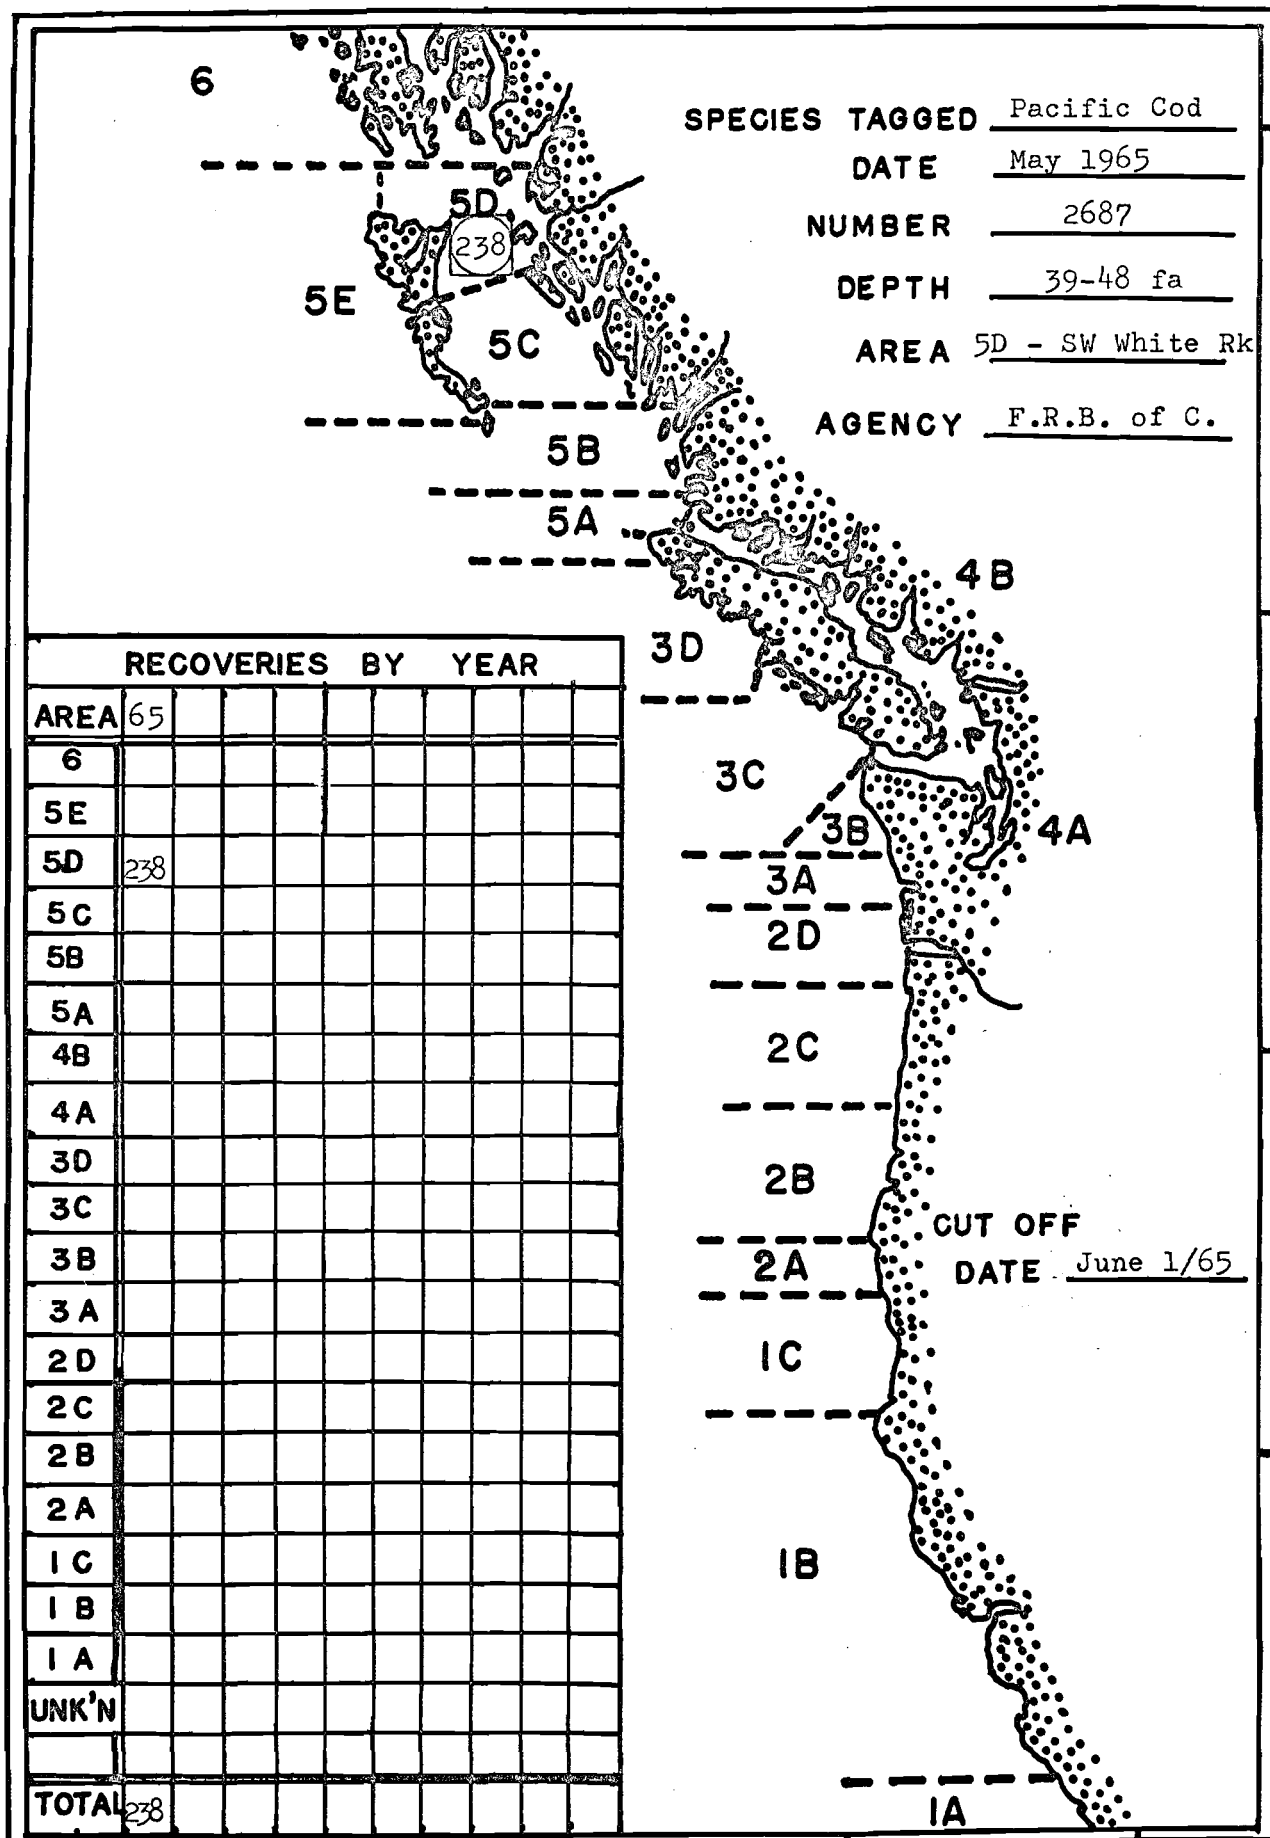 6
SPECIES TAGGED Pacific Cod
DATE May 1965
5D
NUMBER 2687
238
DEPTH 39-48 fa
5E
5C
AREA 5D - SW White Rk
AGENCY F.R.B. of C.
5B
5A
4B
3D
3C
3B
4A
3A
2D
2C
2B
CUT OFF
2A
DATE June 1/65
1C
1B
1A
RECOVERIES BY YEAR
AREA 65
6
5E
5D 238
5C
5B
5A
4B
4A
3D
3C
3B
3A
2D
2C
2B
2A
1C
1B
1A
UNK'N
TOTAL 238